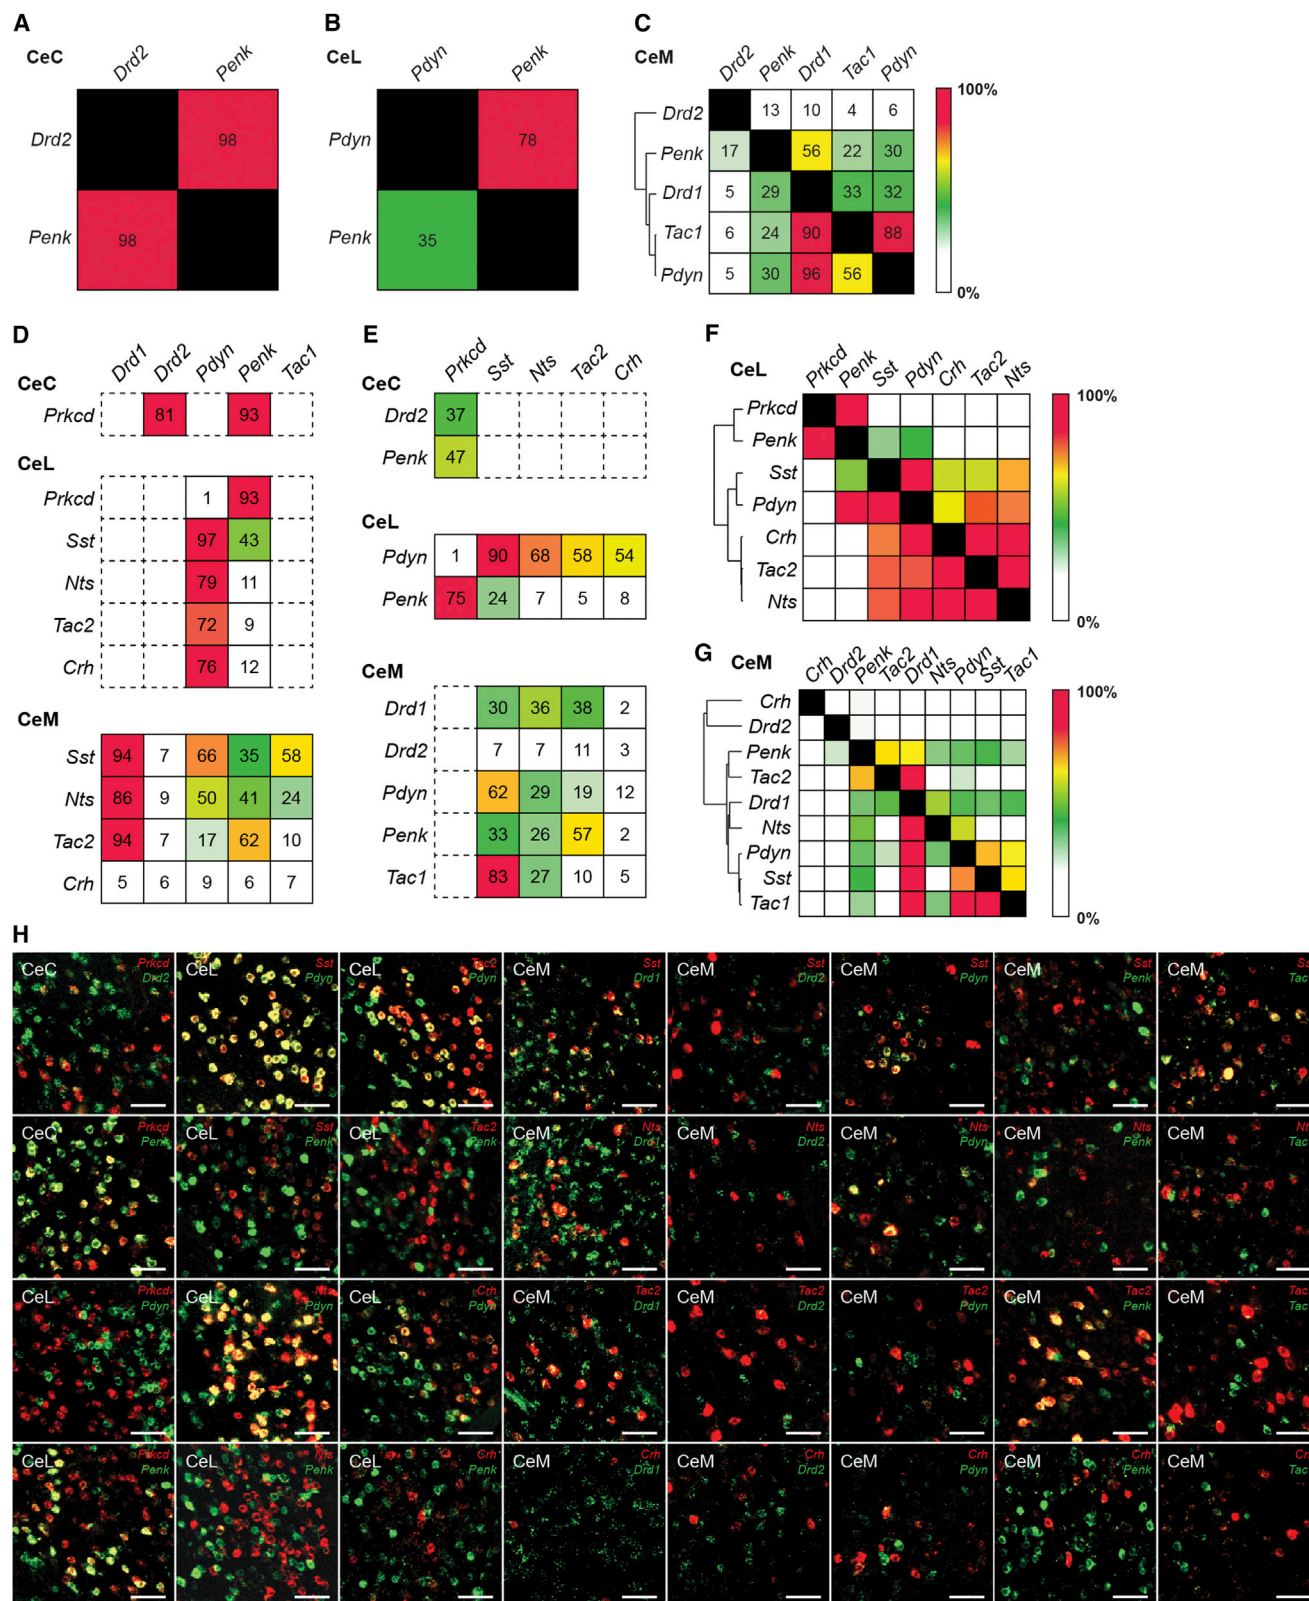 A
CeC
Drd2 Penk
Drd2 98
Penk 98
B
CeL
Pdyn Penk
Pdyn 78
Penk 35
C
CeM
Drd2 Penk Drd1 Tac1 Pdyn
Drd2 13 10 4 6
Penk 17 56 22 30
Drd1 5 29 33 32
Tac1 6 24 90 88
Pdyn 5 30 96 56
100%
0%
D
Drd1 Drd2 Pdyn Penk Tac1
CeC
Prkcd 81 93
CeL
Prkcd 1 93
Sst 97 43
Nts 79 11
Tac2 72 9
Crh 76 12
CeM
Sst 94 7 66 35 58
Nts 86 9 50 41 24
Tac2 94 7 17 62 10
Crh 5 6 9 6 7
E
Prkcd Sst Nts Tac2 Crh
CeC
Drd2 37
Penk 47
CeL
Pdyn 1 90 68 58 54
Penk 75 24 7 5 8
CeM
Drd1 30 36 38 2
Drd2 7 7 11 3
Pdyn 62 29 19 12
Penk 33 26 57 2
Tac1 83 27 10 5
F
CeL
Prkcd Penk Sst Pdyn Crh Tac2 Nts
Prkcd
Penk
Sst
Pdyn
Crh
Tac2
Nts
100%
0%
G
CeM
Crh Drd2 Penk Tac2 Drd1 Nts Pdyn Sst Tac1
Crh
Drd2
Penk
Tac2
Drd1
Nts
Pdyn
Sst
Tac1
100%
0%
H
CeC Prkcd CeL Sst CeL Tac2 CeM Sst CeM Sst CeM Sst CeM Sst CeM Ss
Drd2 Pdyn Pdyn Drd1 Drd2 Pdyn Penk Tac
CeC Prkcd CeL Sst CeL Tac2 CeM Nts CeM Nts CeM Nts CeM Nts CeM Nt
Penk Penk Penk Drd1 Drd2 Pdyn Penk Tac
CeL Prkcd CeL Nts CeL Crh CeM Tac2 CeM Tac2 CeM Tac2 CeM Tac2 CeM Tac
Pdyn Pdyn Pdyn Drd1 Drd2 Pdyn Penk Tac
CeL Prkcd CeL Nts CeL Crh CeM Crh CeM Crh CeM Crh CeM Crh CeM Cr
Penk Penk Penk Drd1 Drd2 Pdyn Penk Tac